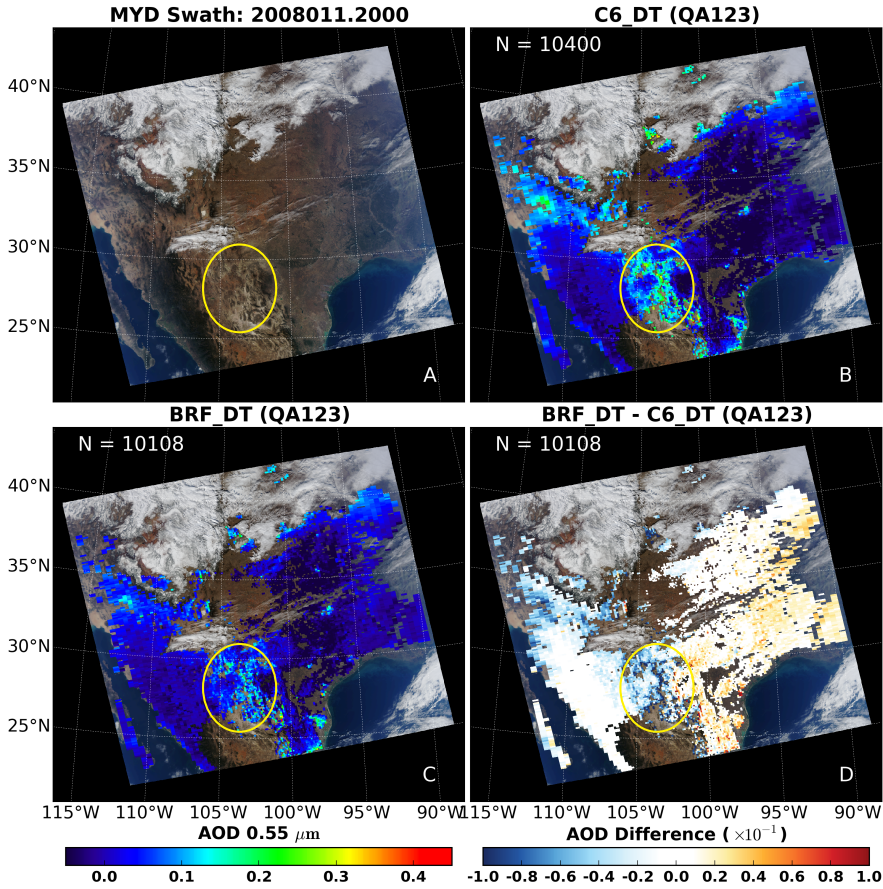 MYD Swath: 2008011.2000
C6_DT (QA123)
N = 10400
40°N
35°N
30°N
25°N
A
B
BRF_DT (QA123)
BRF_DT - C6_DT (QA123)
N = 10108
N = 10108
40°N
35°N
30°N
25°N
C
D
115°W 110°W 105°W 100°W 95°W 90°W
110°W 105°W 100°W 95°W 90°W
AOD 0.55 μm
AOD Difference ( ×10⁻¹)
0.0 0.1 0.2 0.3 0.4
-1.0 -0.8 -0.6 -0.4 -0.2 0.0 0.2 0.4 0.6 0.8 1.0